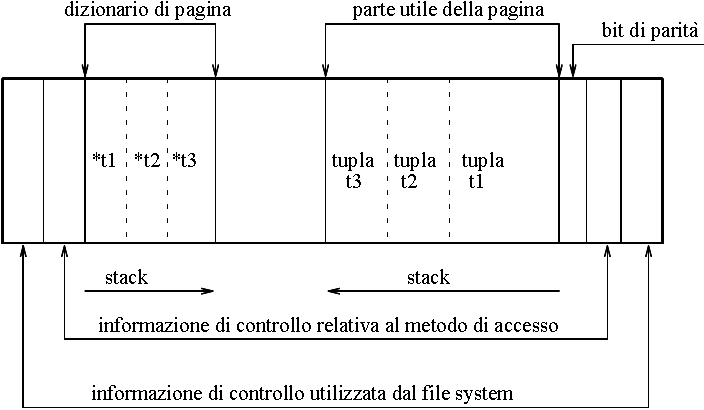 dizionario di pagina
parte utile della pagina
bit di parità
*t1 *t2 *t3
tupla tupla tupla
t3 t2 t1
stack
stack
informazione di controllo relativa al metodo di accesso
informazione di controllo utilizzata dal file system